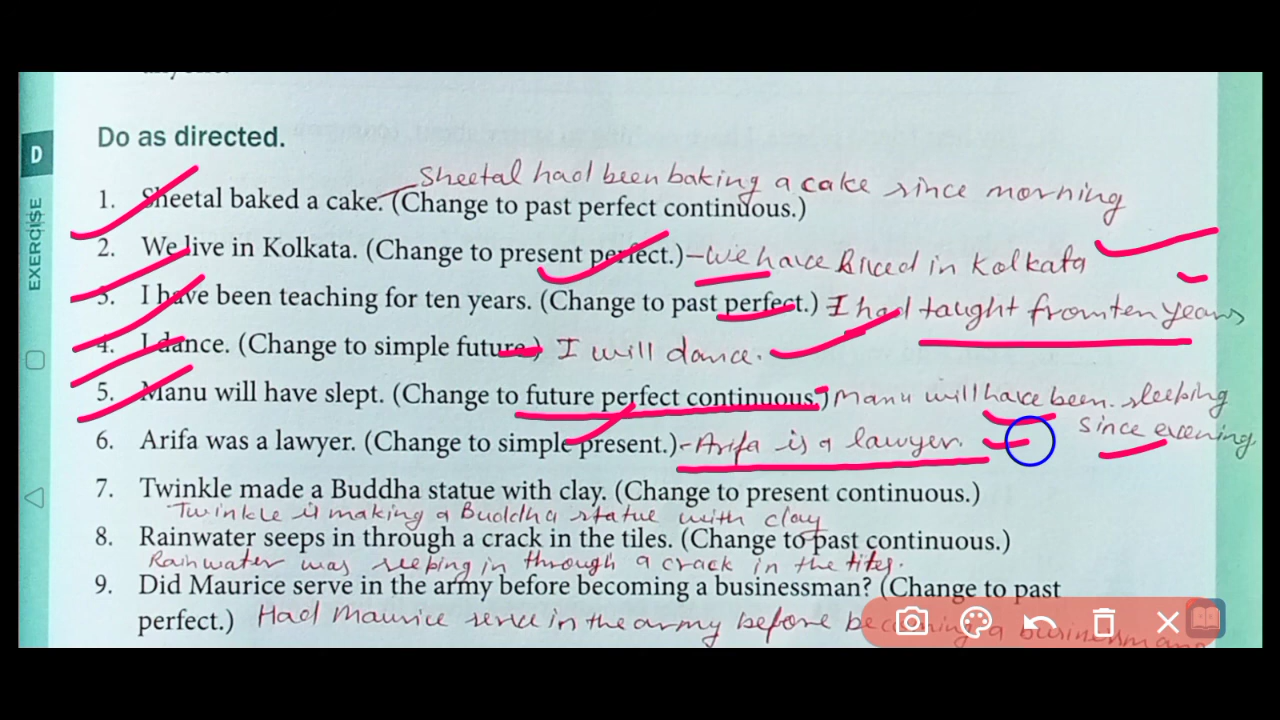 Do as directed.
D
EXERCISE
Sheetal had been baking a cake since morning
1. Sheetal baked a cake. (Change to past perfect continuous.)
2. We live in Kolkata. (Change to present perfect.) - We have lived in Kolkata
3. I have been teaching for ten years. (Change to past perfect.) I had taught from ten years
4. I dance. (Change to simple future.) I will dance.
5. Manu will have slept. (Change to future perfect continuous.) Manu will have been sleeping
since evening
6. Arifa was a lawyer. (Change to simple present.) - Arifa is a lawyer.
7. Twinkle made a Buddha statue with clay. (Change to present continuous.)
Twinkle is making a Buddha statue with clay
8. Rainwater seeps in through a crack in the tiles. (Change to past continuous.)
Rainwater was seeping in through a crack in the tiles.
9. Did Maurice serve in the army before becoming a businessman? (Change to past
perfect.) Had Maurice serve in the army before becoming a